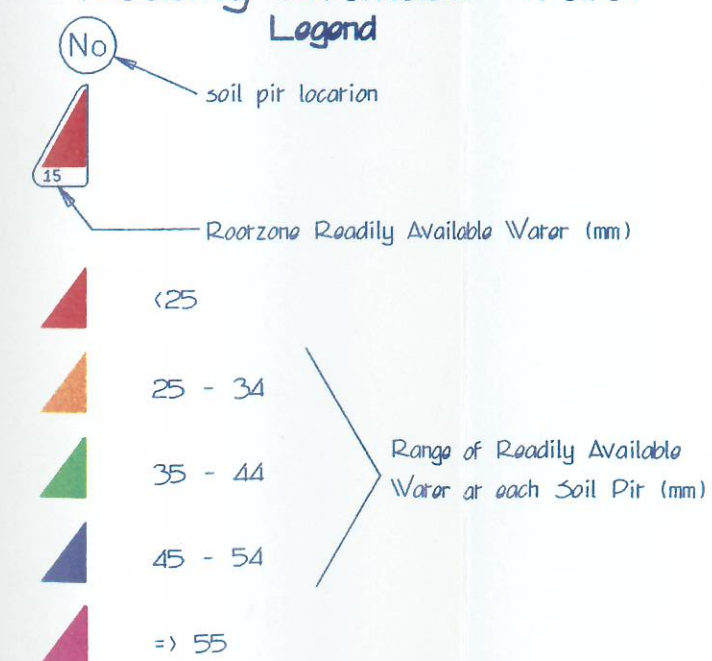 Legend
No
soil pit location
15
Rootzone Readily Available Water (mm)
<25
25 - 34
35 - 44
45 - 54
=> 55
Range of Readily Available
Water at each Soil Pit (mm)